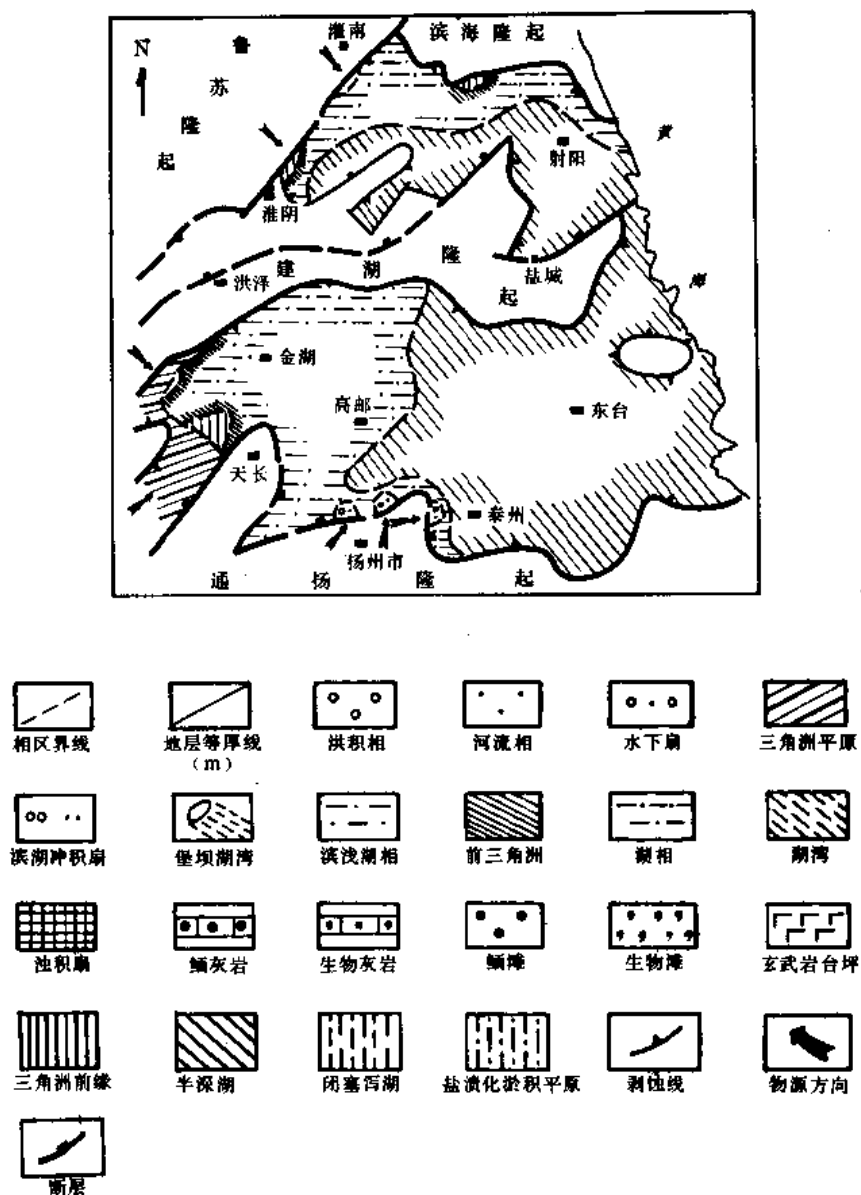 淮南
滨海隆起
N
鲁
苏
隆
起
射阳
黄
海
淮阴
建湖隆起
洪泽
盐城
金湖
高邮
东台
天长
泰州
扬州市
通扬隆起
相区界线
地层等厚线
(m)
洪积相
河流相
水下扇
三角洲平原
滨湖冲积扇
堡坝湖湾
滨浅湖相
前三角洲
湖相
湖湾
浊积扇
鲕灰岩
生物灰岩
鲕滩
生物滩
玄武岩台坪
三角洲前缘
半深湖
闭塞泻湖
盐渍化淤积平原
剥蚀线
物源方向
断层